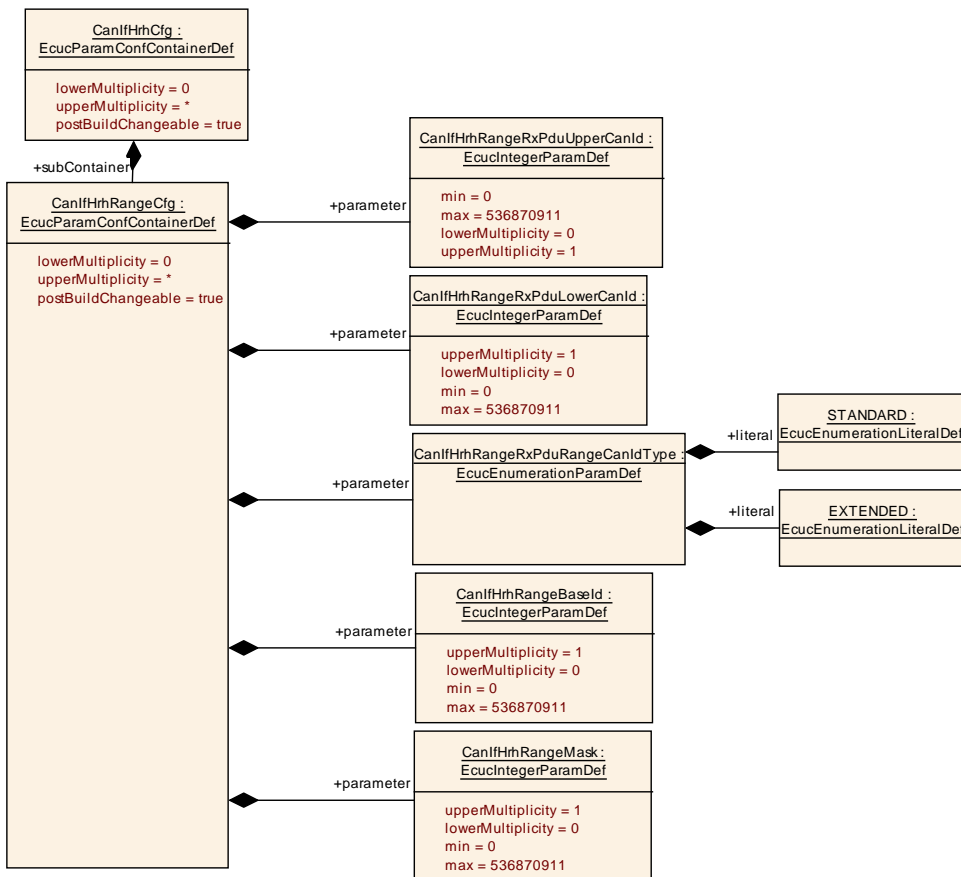 CanIfHrhCfg :
EcucParamConfContainerDef
lowerMultiplicity = 0
upperMultiplicity = *
postBuildChangeable = true
+subContainer
CanIfHrhRangeCfg :
EcucParamConfContainerDef
lowerMultiplicity = 0
upperMultiplicity = *
postBuildChangeable = true
+parameter
CanIfHrhRangeRxPduUpperCanId :
EcucIntegerParamDef
min = 0
max = 536870911
lowerMultiplicity = 0
upperMultiplicity = 1
+parameter
CanIfHrhRangeRxPduLowerCanId :
EcucIntegerParamDef
upperMultiplicity = 1
lowerMultiplicity = 0
min = 0
max = 536870911
+parameter
CanIfHrhRangeRxPduRangeCanIdType :
EcucEnumerationParamDef
+literal
STANDARD :
EcucEnumerationLiteralDef
+literal
EXTENDED :
EcucEnumerationLiteralDef
+parameter
CanIfHrhRangeBaseId :
EcucIntegerParamDef
upperMultiplicity = 1
lowerMultiplicity = 0
min = 0
max = 536870911
+parameter
CanIfHrhRangeMask :
EcucIntegerParamDef
upperMultiplicity = 1
lowerMultiplicity = 0
min = 0
max = 536870911